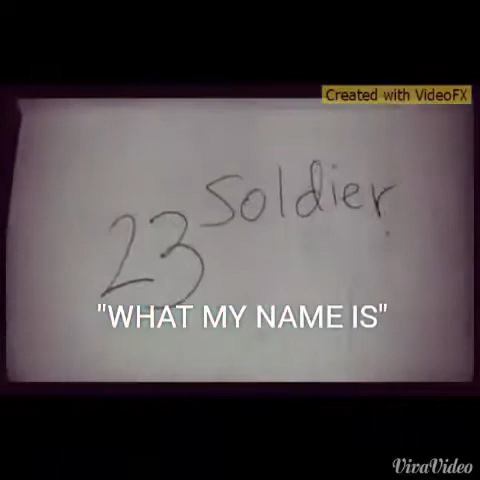 Created with VideoFX
23 Soldier.
"WHAT MY NAME IS"
VivaVideo